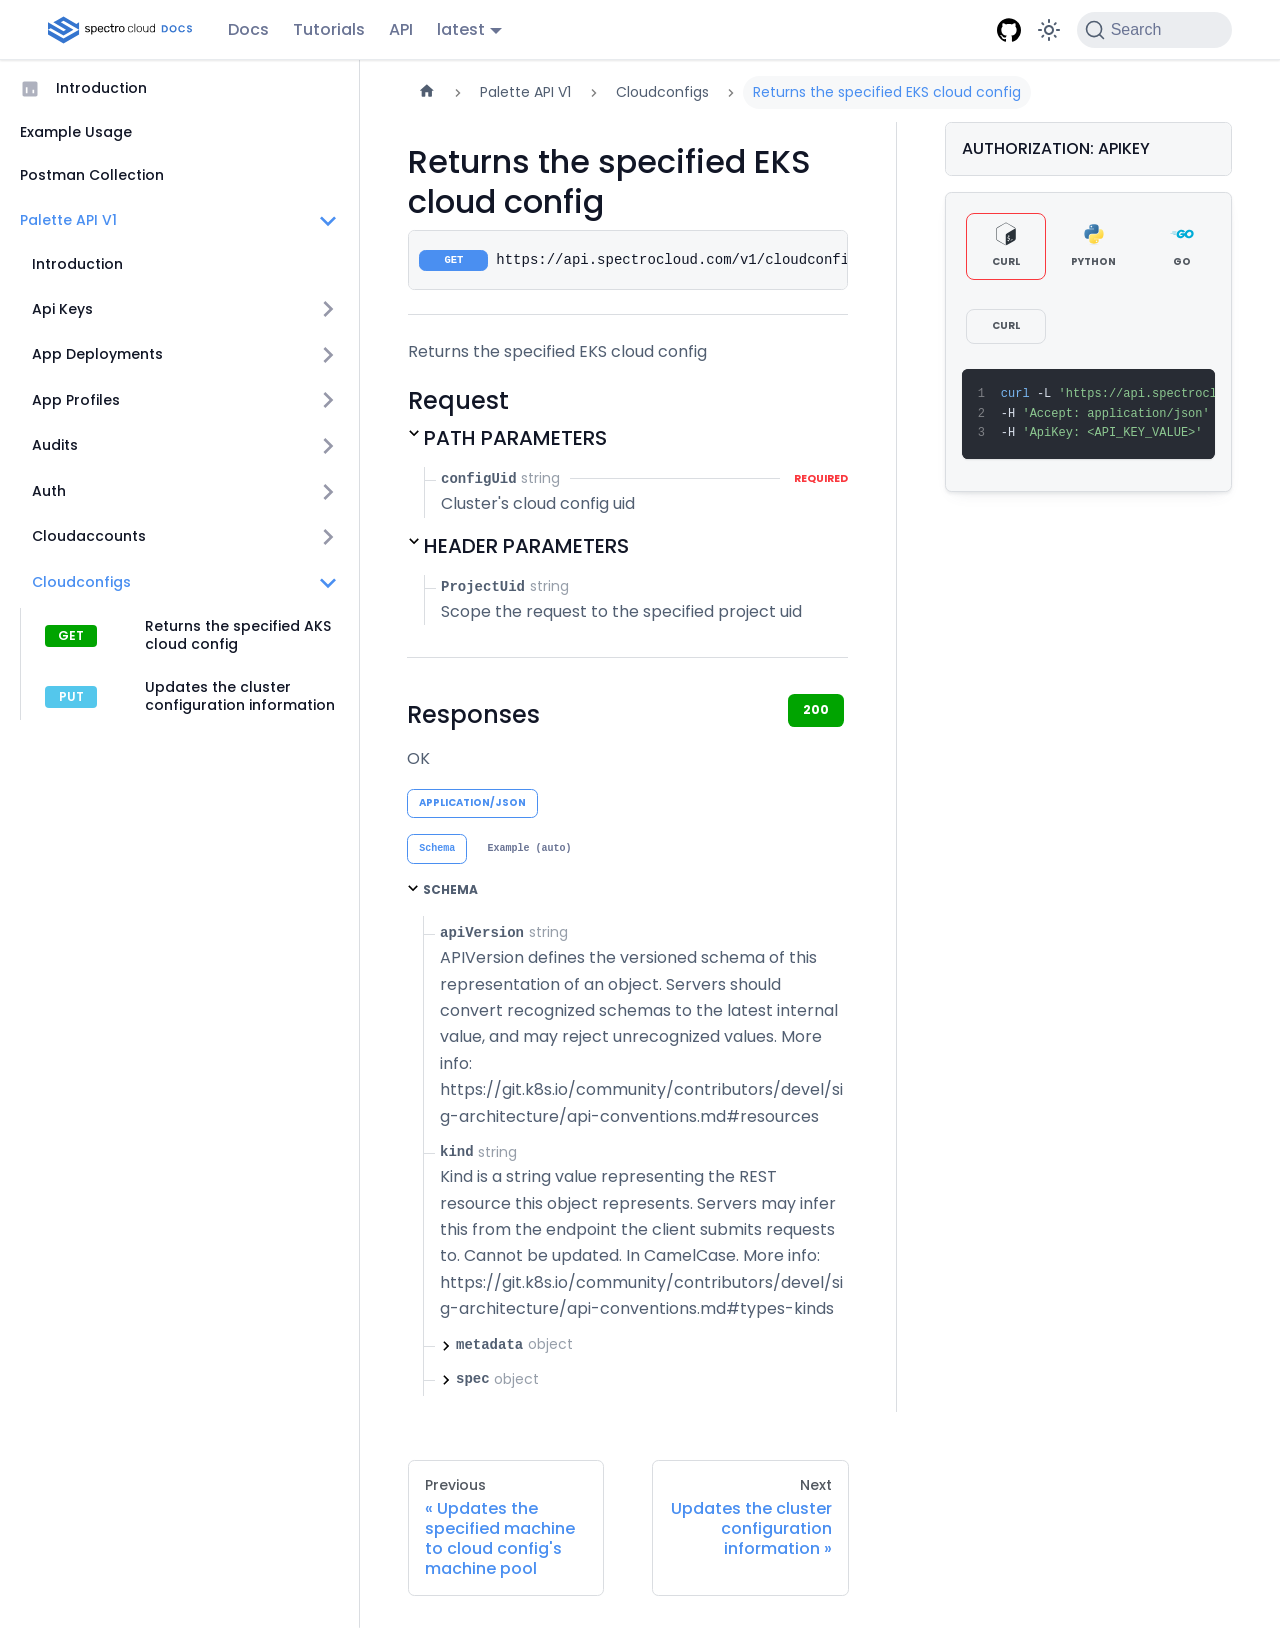 spectro cloud DOCS
Docs
Tutorials
API
latest
Search
Introduction
Example Usage
Postman Collection
Palette API V1
Introduction
Api Keys
App Deployments
App Profiles
Audits
Auth
Cloudaccounts
Cloudconfigs
GET
Returns the specified AKS
cloud config
PUT
Updates the cluster
configuration information
Palette API V1
Cloudconfigs
Returns the specified EKS cloud config
Returns the specified EKS
cloud config
GET
https://api.spectrocloud.com/v1/cloudconfi
Returns the specified EKS cloud config
Request
PATH PARAMETERS
configUid string
REQUIRED
Cluster's cloud config uid
HEADER PARAMETERS
ProjectUid string
Scope the request to the specified project uid
Responses
200
OK
APPLICATION/JSON
Schema
Example (auto)
SCHEMA
apiVersion string
APIVersion defines the versioned schema of this
representation of an object. Servers should
convert recognized schemas to the latest internal
value, and may reject unrecognized values. More
info:
https://git.k8s.io/community/contributors/devel/si
g-architecture/api-conventions.md#resources
kind string
Kind is a string value representing the REST
resource this object represents. Servers may infer
this from the endpoint the client submits requests
to. Cannot be updated. In CamelCase. More info:
https://git.k8s.io/community/contributors/devel/si
g-architecture/api-conventions.md#types-kinds
metadata object
spec object
Previous
« Updates the
specified machine
to cloud config's
machine pool
Next
Updates the cluster
configuration
information »
AUTHORIZATION: APIKEY
CURL
PYTHON
GO
CURL
1 curl -L 'https://api.spectrocl
2 -H 'Accept: application/json'
3 -H 'ApiKey: <API_KEY_VALUE>'